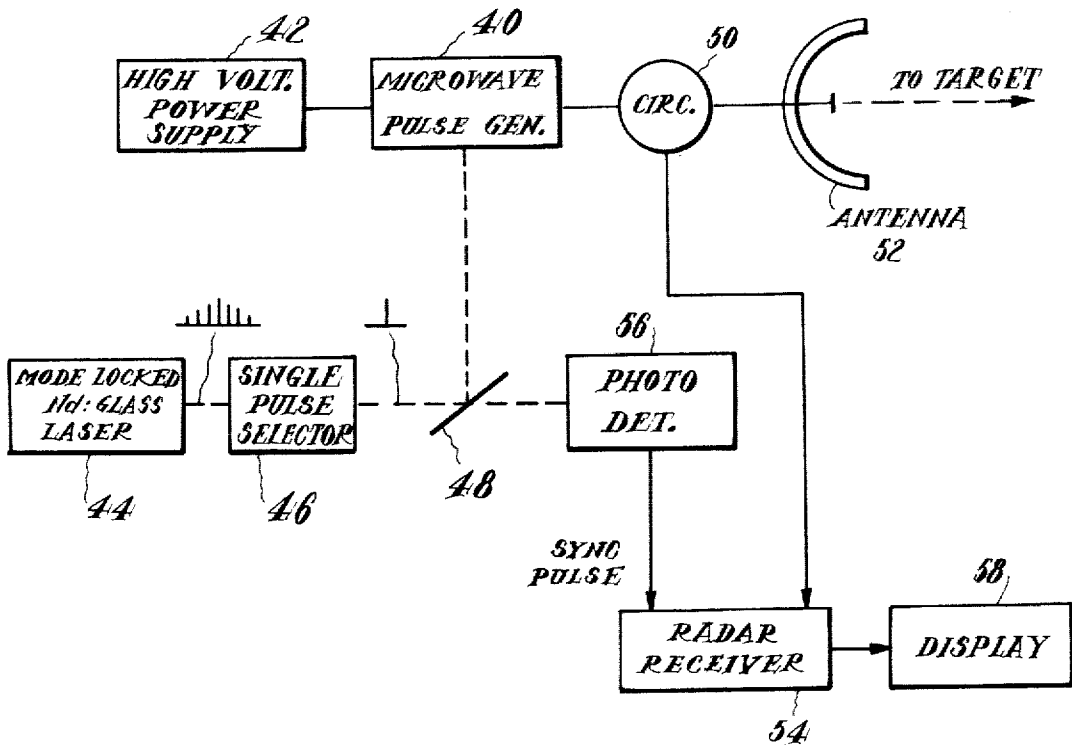 42
HIGH VOLT.
POWER
SUPPLY
40
MICROWAVE
PULSE GEN.
50
CIRC.
TO TARGET
ANTENNA
52
MODE LOCKED
Nd: GLASS
LASER
44
SINGLE
PULSE
SELECTOR
46
48
56
PHOTO
DET.
SYNC
PULSE
RADAR
RECEIVER
54
58
DISPLAY